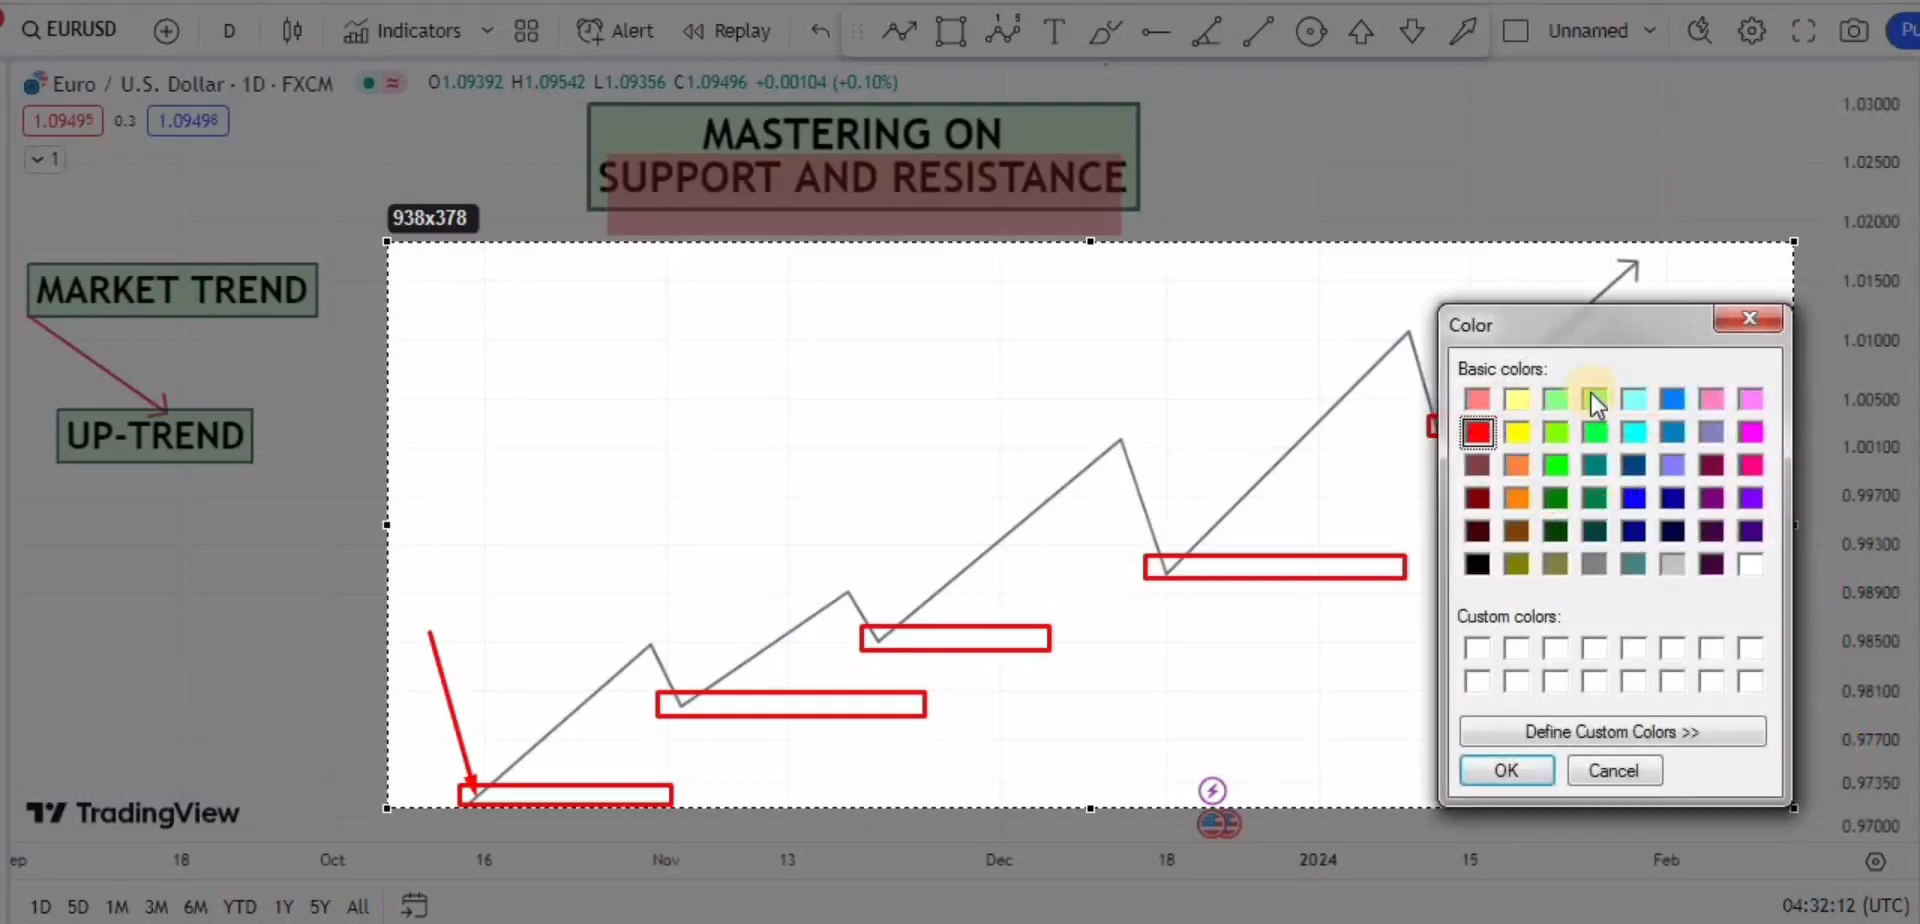 EURUSD
D
Indicators
Alert
Replay
1 5
T
Unnamed
Euro / U.S. Dollar · 1D · FXCM
O1.09392 H1.09542 L1.09356 C1.09496 +0.00104 (+0.10%)
1.09495 0.3 1.09498
1
MASTERING ON
SUPPORT AND RESISTANCE
938x378
MARKET TREND
UP-TREND
Color
Basic colors:
Custom colors:
Define Custom Colors >>
OK Cancel
1.03000
1.02500
1.02000
1.01500
1.01000
1.00500
1.00100
0.99700
0.99300
0.98900
0.98500
0.98100
0.97700
0.97350
0.97000
TradingView
ep 18 Oct 16 Nov 13 Dec 18 2024 15 Feb
1D 5D 1M 3M 6M YTD 1Y 5Y All
04:32:12 (UTC)